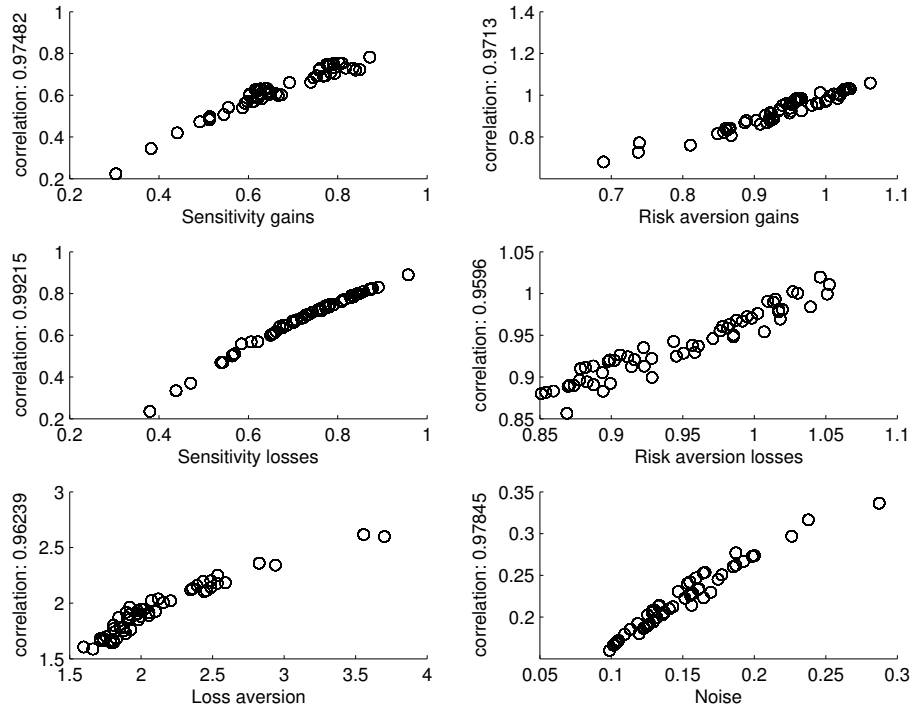 correlation: 0.97482
1
0.8
0.6
0.4
0.2
0.2 0.4 0.6 0.8 1
Sensitivity gains
correlation: 0.9713
1.4
1.2
1
0.8
0.7 0.8 0.9 1 1.1
Risk aversion gains
correlation: 0.99215
1
0.8
0.6
0.4
0.2
0.2 0.4 0.6 0.8 1
Sensitivity losses
correlation: 0.9596
1.05
1
0.95
0.9
0.85
0.85 0.9 0.95 1 1.05 1.1
Risk aversion losses
correlation: 0.96239
3
2.5
2
1.5
1.5 2 2.5 3 3.5 4
Loss aversion
correlation: 0.97845
0.35
0.3
0.25
0.2
0.05 0.1 0.15 0.2 0.25 0.3
Noise